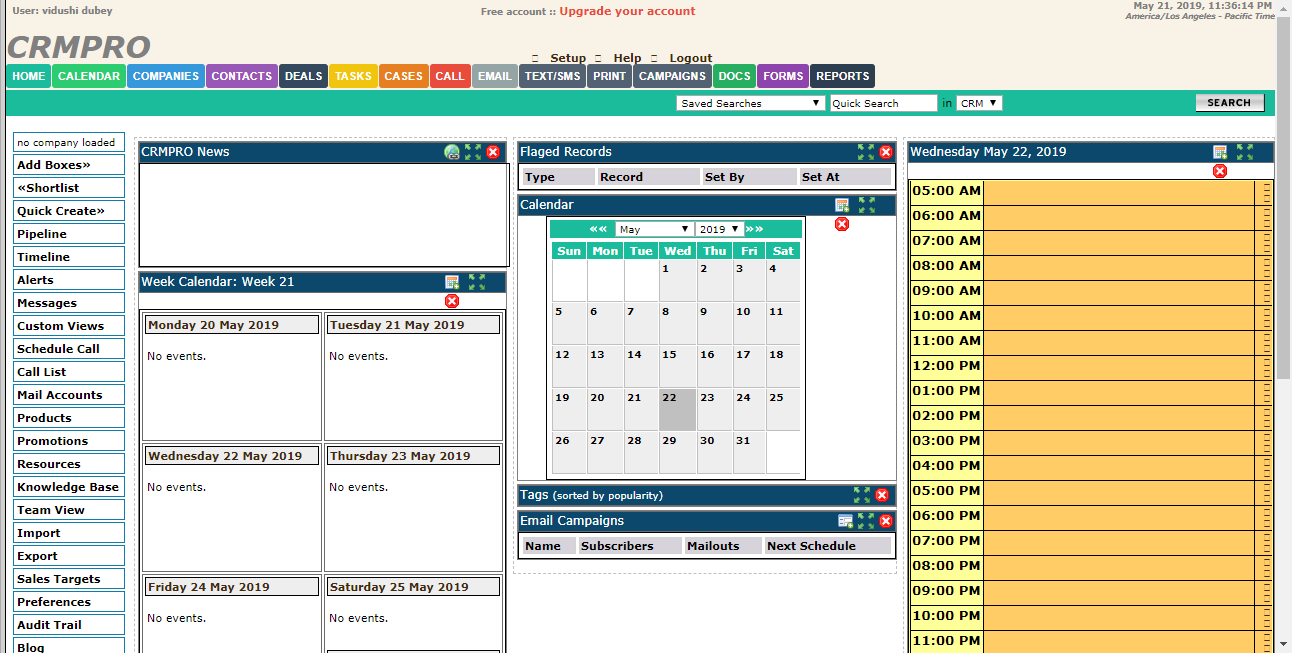 User: vidushi dubey
Free account :: Upgrade your account
May 21, 2019, 11:36:14 PM
America/Los Angeles - Pacific Time
CRMPRO
Setup Help Logout
HOME CALENDAR COMPANIES CONTACTS DEALS TASKS CASES CALL EMAIL TEXT/SMS PRINT CAMPAIGNS DOCS FORMS REPORTS
Saved Searches Quick Search in CRM SEARCH
no company loaded
Add Boxes»
«Shortlist
Quick Create»
Pipeline
Timeline
Alerts
Messages
Custom Views
Schedule Call
Call List
Mail Accounts
Products
Promotions
Resources
Knowledge Base
Team View
Import
Export
Sales Targets
Preferences
Audit Trail
Blog
CRMPRO News
Week Calendar: Week 21
Monday 20 May 2019 Tuesday 21 May 2019
No events. No events.
Wednesday 22 May 2019 Thursday 23 May 2019
No events. No events.
Friday 24 May 2019 Saturday 25 May 2019
No events. No events.
Flaged Records
Type Record Set By Set At
Calendar
«« May 2019 »»
Sun Mon Tue Wed Thu Fri Sat
1 2 3 4
5 6 7 8 9 10 11
12 13 14 15 16 17 18
19 20 21 22 23 24 25
26 27 28 29 30 31
Tags (sorted by popularity)
Email Campaigns
Name Subscribers Mailouts Next Schedule
Wednesday May 22, 2019
05:00 AM
06:00 AM
07:00 AM
08:00 AM
09:00 AM
10:00 AM
11:00 AM
12:00 PM
01:00 PM
02:00 PM
03:00 PM
04:00 PM
05:00 PM
06:00 PM
07:00 PM
08:00 PM
09:00 PM
10:00 PM
11:00 PM